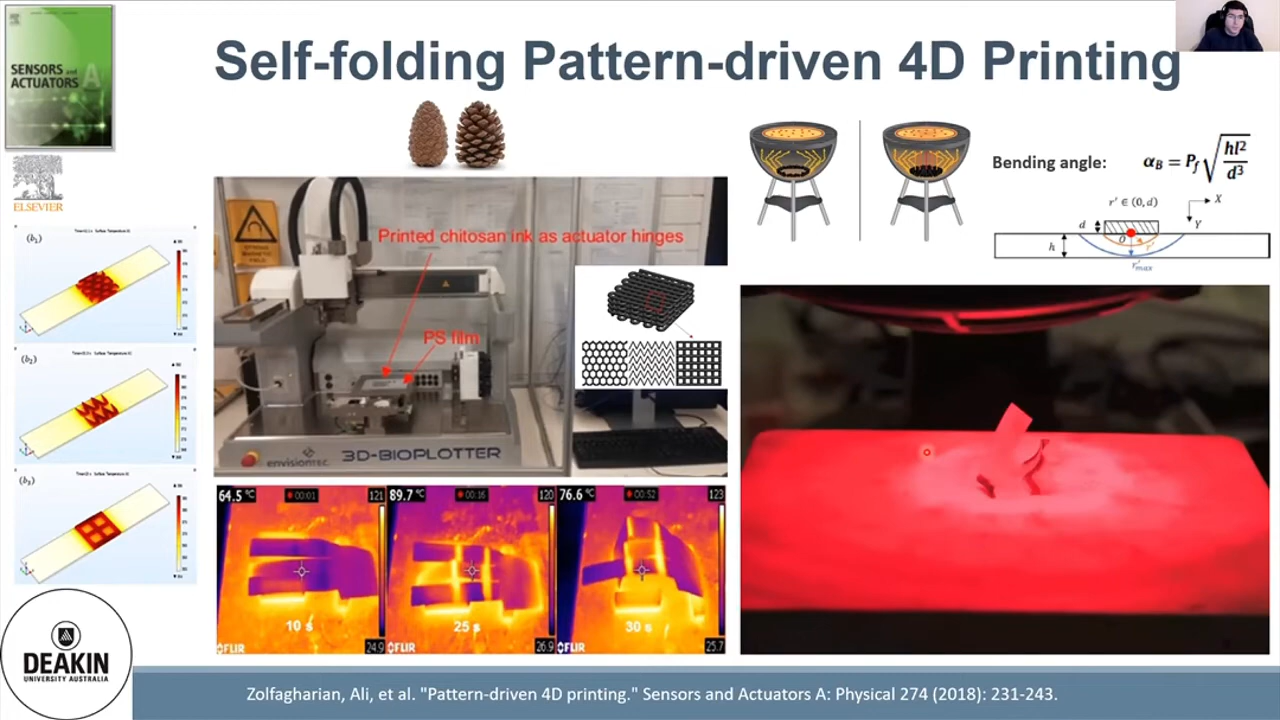 Self-folding Pattern-driven 4D Printing
SENSORS and
ACTUATORS A
ELSEVIER
Bending angle:
α_B = P_f √(hl²/d³)
r' ∈ (0, d)
X
Y
d
O
r'
h
r'max
(b₁)
(b₂)
(b₃)
Printed chitosan ink as actuator hinges
PS film
envisionTEC
3D-BIOPLOTTER
64.5 °C
00:01
121
10 s
FLIR
24.9
89.7 °C
00:16
120
25 s
FLIR
26.9
76.6 °C
00:52
123
30 s
FLIR
25.7
DEAKIN
UNIVERSITY AUSTRALIA
Zolfagharian, Ali, et al. "Pattern-driven 4D printing." Sensors and Actuators A: Physical 274 (2018): 231-243.